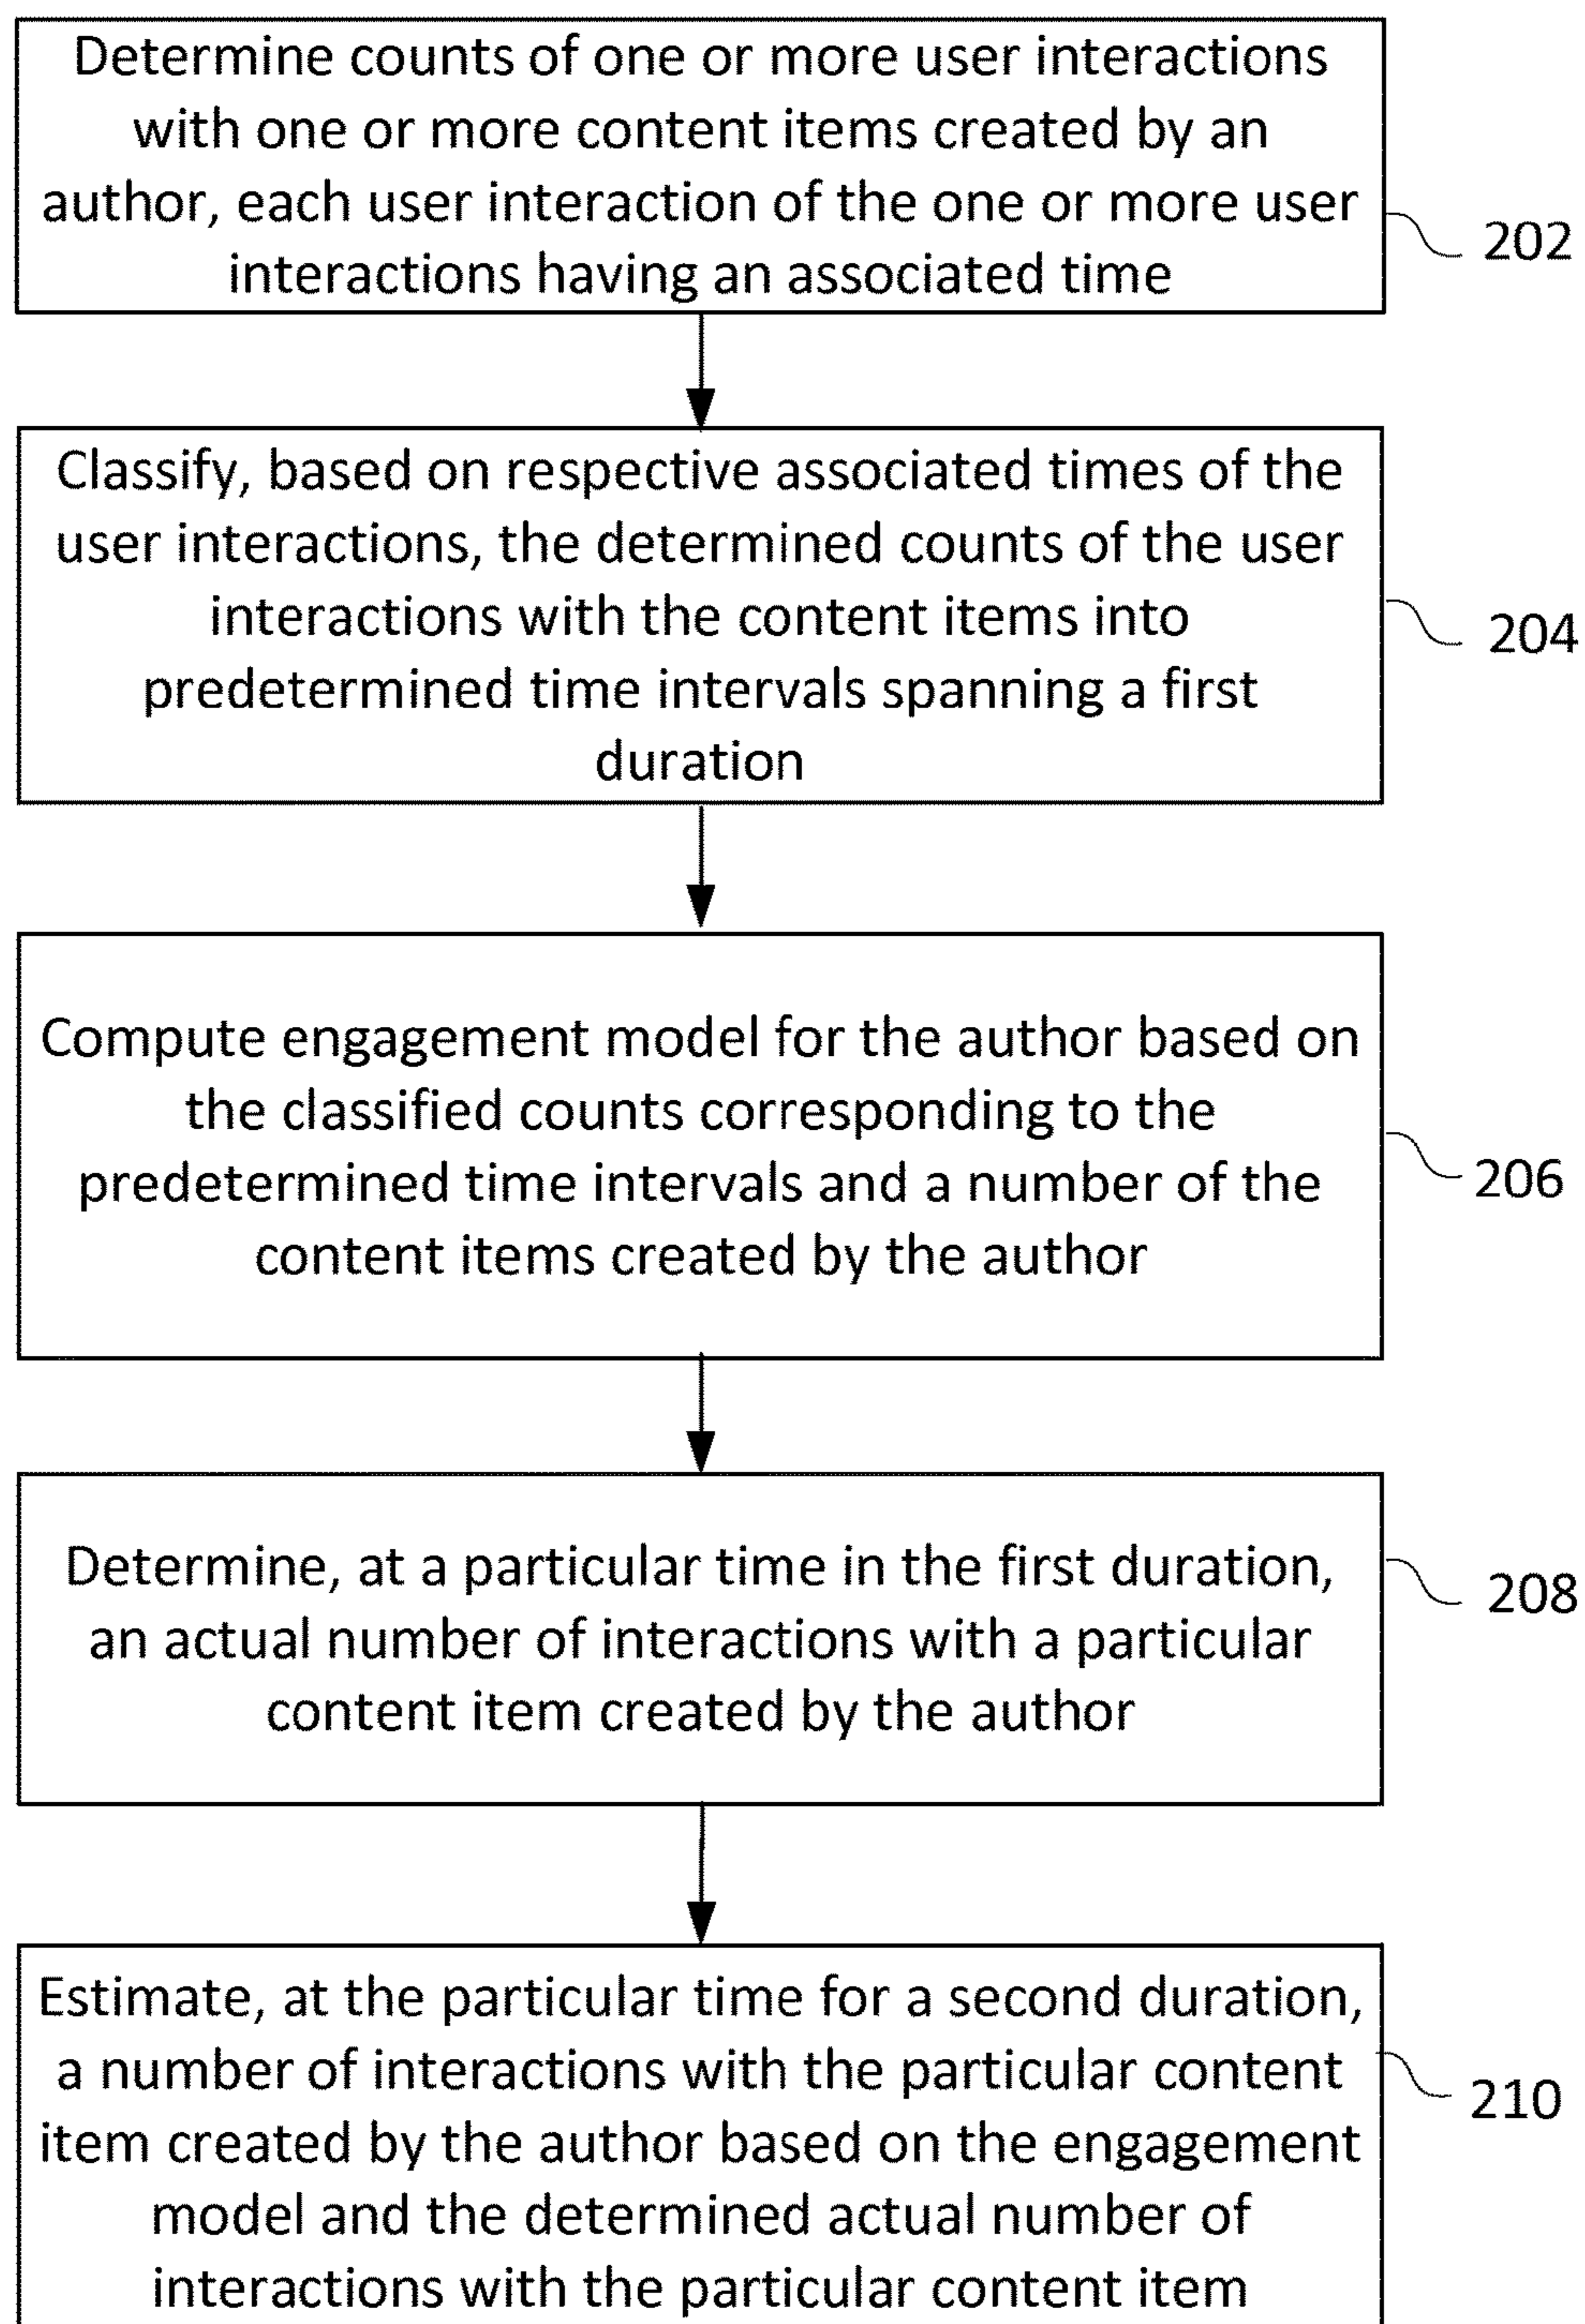 Determine counts of one or more user interactions
with one or more content items created by an
author, each user interaction of the one or more user
interactions having an associated time
202
Classify, based on respective associated times of the
user interactions, the determined counts of the user
interactions with the content items into
predetermined time intervals spanning a first
duration
204
Compute engagement model for the author based on
the classified counts corresponding to the
predetermined time intervals and a number of the
content items created by the author
206
Determine, at a particular time in the first duration,
an actual number of interactions with a particular
content item created by the author
208
Estimate, at the particular time for a second duration,
a number of interactions with the particular content
item created by the author based on the engagement
model and the determined actual number of
interactions with the particular content item
210